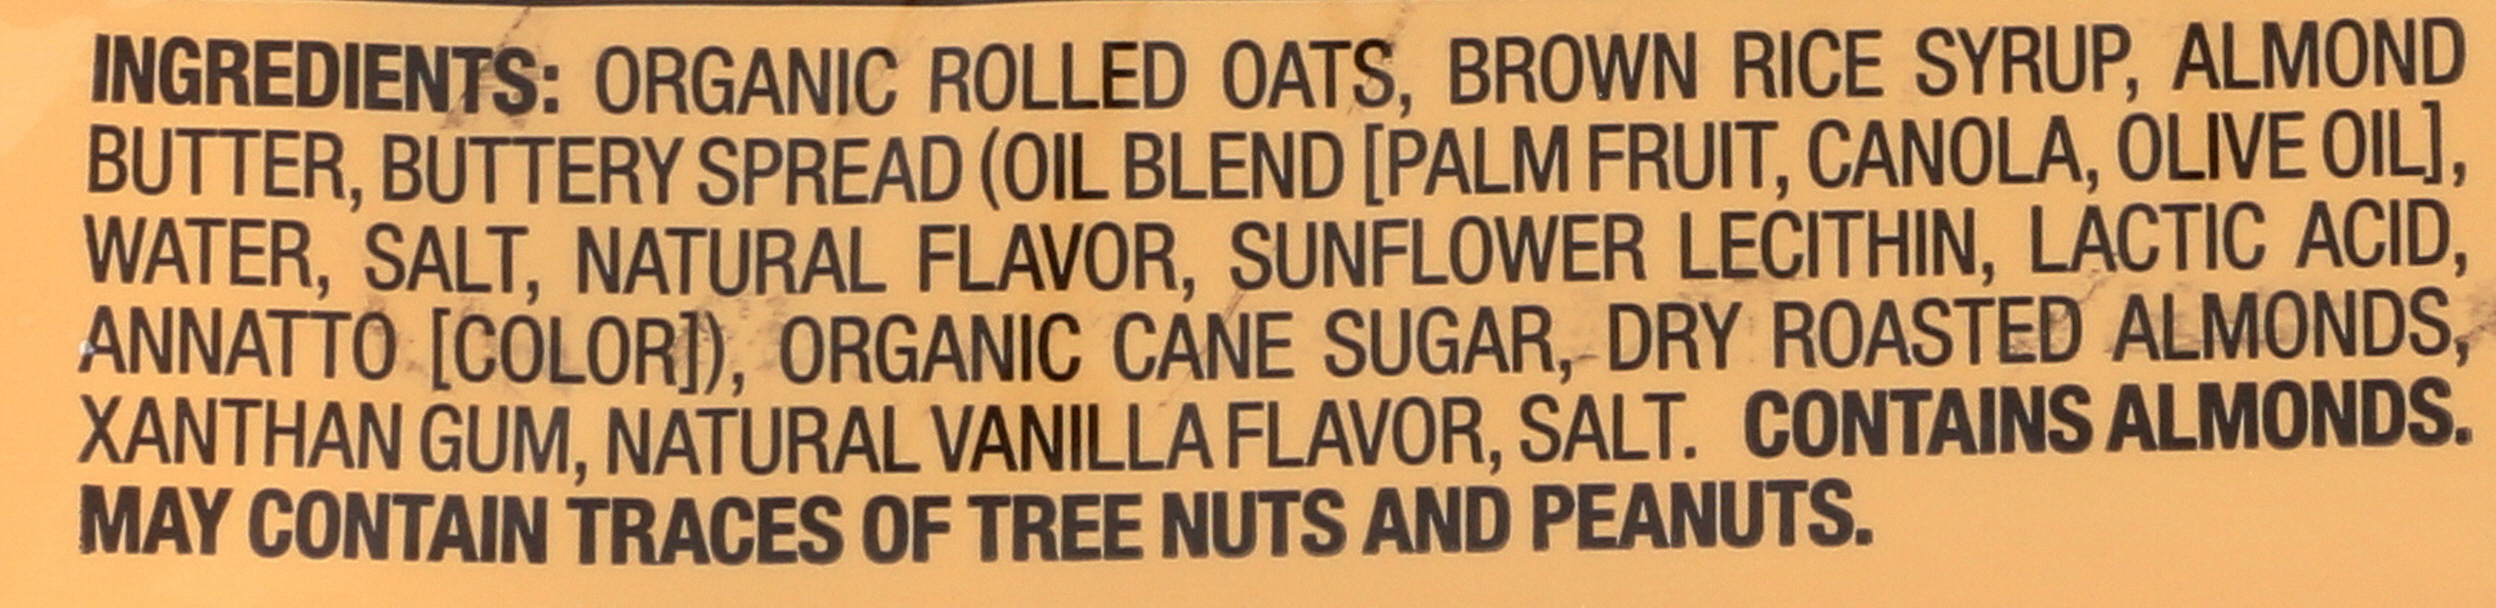 INGREDIENTS: ORGANIC ROLLED OATS, BROWN RICE SYRUP, ALMOND
BUTTER, BUTTERY SPREAD (OIL BLEND [PALM FRUIT, CANOLA, OLIVE OIL],
WATER, SALT, NATURAL FLAVOR, SUNFLOWER LECITHIN, LACTIC ACID,
ANNATTO [COLOR]), ORGANIC CANE SUGAR, DRY ROASTED ALMONDS,
XANTHAN GUM, NATURAL VANILLA FLAVOR, SALT. CONTAINS ALMONDS.
MAY CONTAIN TRACES OF TREE NUTS AND PEANUTS.